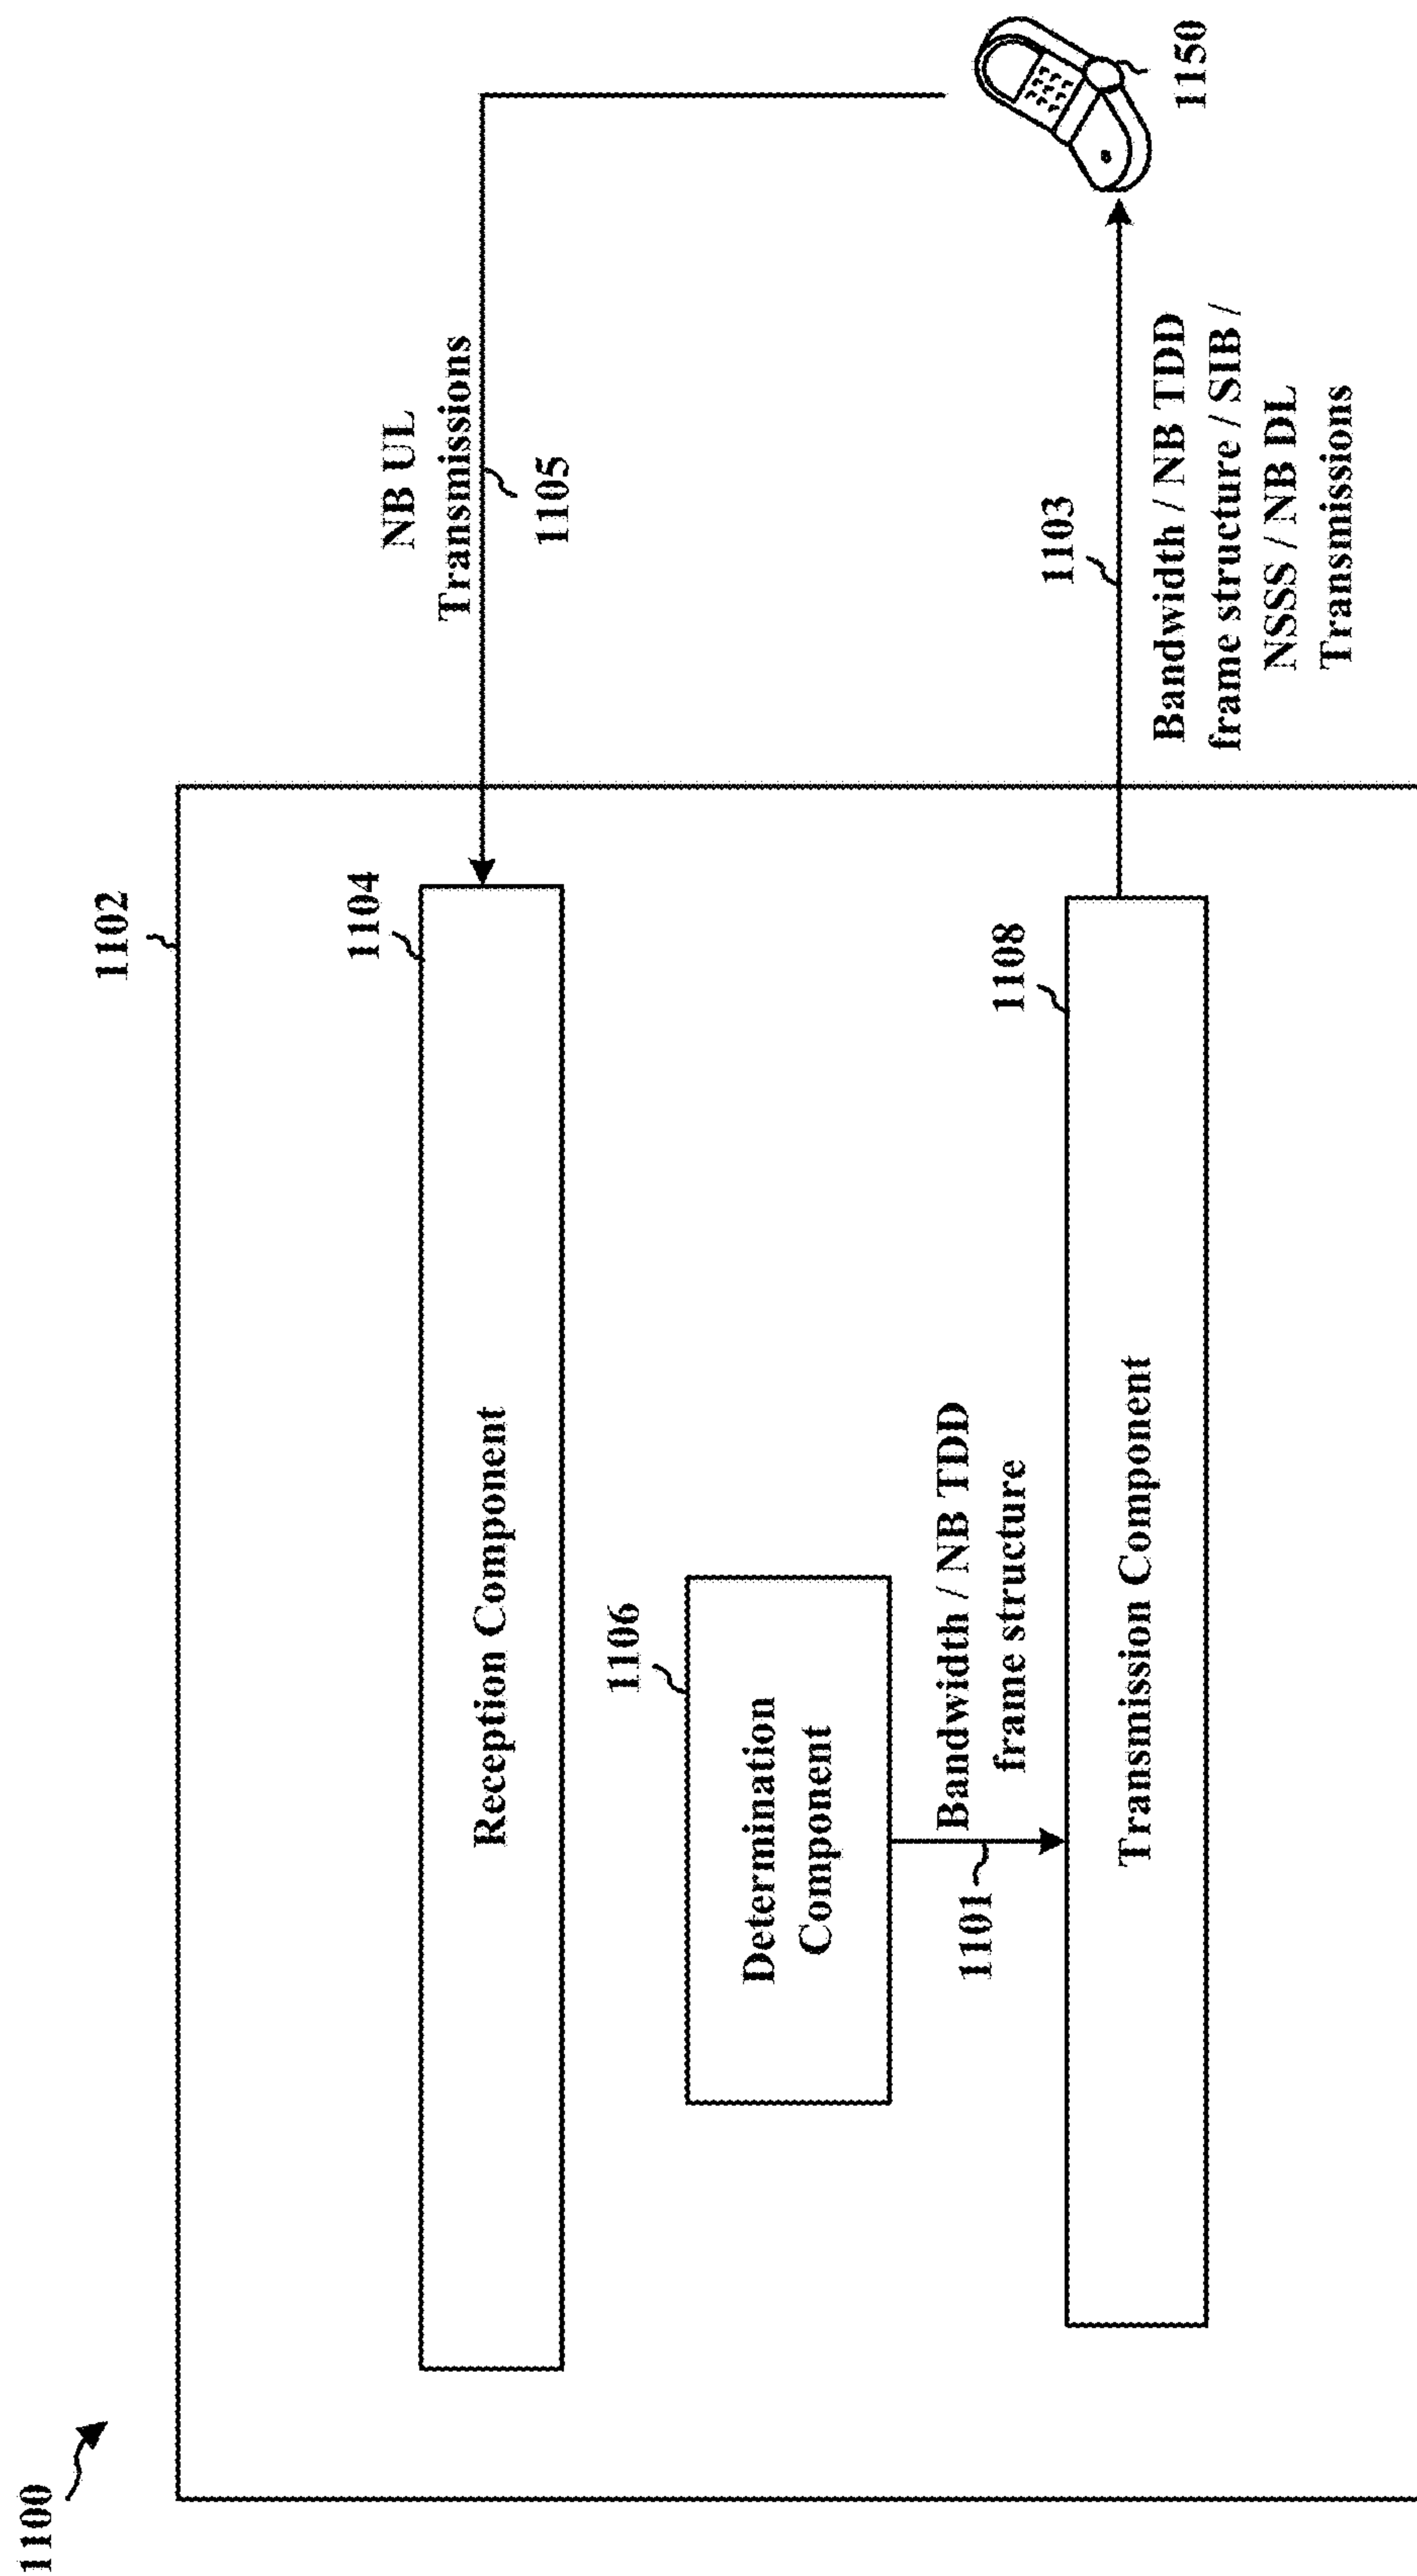 1100
1102
1104
Reception Component
NB UL
Transmissions
1105
1106
Determination
Component
1101
Bandwidth / NB TDD
frame structure
1108
Transmission Component
1103
Bandwidth / NB TDD
frame structure / SIB /
NSSS / NB DL
Transmissions
1150